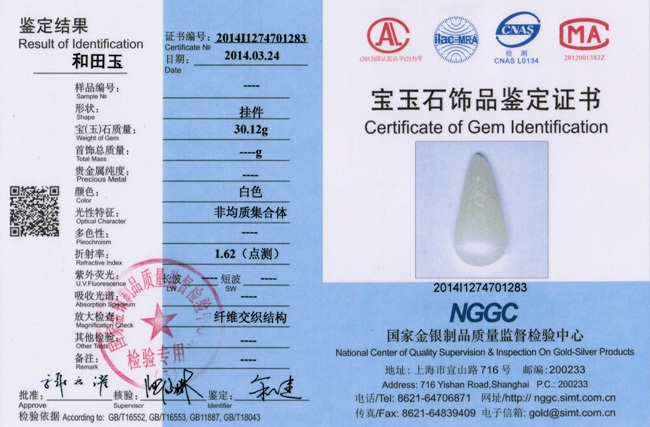 鉴定结果
Result of Identification
和田玉
证书编号: 2014I1274701283
Certificate №
日期: 2014.03.24
Date
样品编号: ----
Sample №
形状: 挂件
Shape
宝(玉)石质量: 30.12g
Weight of Gem
首饰总质量: ----g
Total Mass
贵金属纯度: ----
Precious Metal
颜色: 白色
Color
光性特征: 非均质集合体
Optical Character
多色性: ----
Pleochroism
折射率: 1.62（点测）
Refractive Index
紫外荧光: 长波 ---- 短波 ----
U.V.Fluorescence LW SW
吸收光谱: ----
Absorption Spectrum
放大检查: 纤维交织结构
Magnification Check
其他检验: ----
Other Tests
备注: ----
Remark
检验专用
批准: 核验: 鉴定:
Approve Supervisor Identifier
检验依据 According to: GB/T16552, GB/T16553, GB11887, GB/T18043
CAL
ilac-MRA
CNAS
CMA
检 测
CNAS L0134
2012001383Z
宝玉石饰品鉴定证书
Certificate of Gem Identification
2014I1274701283
NGGC
国家金银制品质量监督检验中心
National Center of Quality Supervision & Inspection On Gold-Silver Products
地址: 上海市宜山路716号 邮编: 200233
Address: 716 Yishan Road,Shanghai P.C.: 200233
电话/Tel: 8621-64706871 网址/http:// nggc.simt.com.cn
传真/Fax: 8621-64839409 电子信箱: gold@simt.com.cn